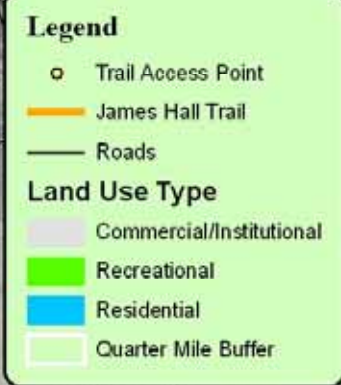 Legend
Trail Access Point
James Hall Trail
Roads
Land Use Type
Commercial/Institutional
Recreational
Residential
Quarter Mile Buffer